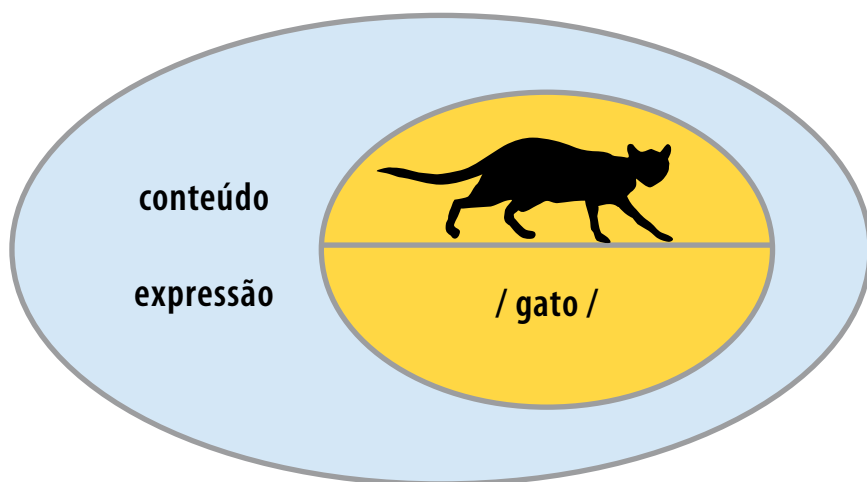 conteúdo
expressão
/ gato /